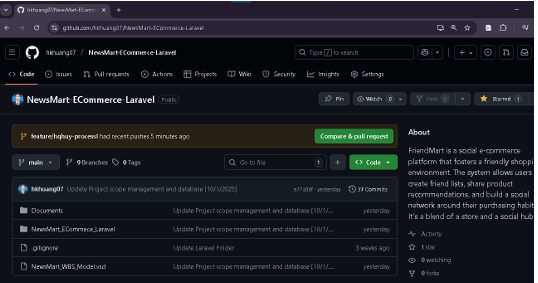 hkhuang07/NewsMart-EComm
github.com/hkhuang07/NewsMart-ECommerce-Laravel
hkhuang07 / NewsMart-ECommerce-Laravel
Type / to search
Code Issues Pull requests Actions Projects Wiki Security Insights Settings
NewsMart-ECommerce-Laravel Public
Pin Watch 0 Fork Starred 1
feature/hqhuy-process1 had recent pushes 5 minutes ago
Compare & pull request
main 9 Branches 0 Tags
Go to file t
Code
hkhuang07 Update Project scope management and database [10/1/2025]
yesterday 37 Commits
Documents Update Project scope management and database [10/1/... yesterday
NewsMart_ECommece_Laravel Update Project scope management and database [10/1/... yesterday
.gitignore Update Laravel Folder 3 weeks ago
NewsMart_WBS_Model.vsd Update Project scope management and database [10/1/... yesterday
About
FriendMart is a social e-commerce
platform that fosters a friendly shoppi
environment. The system allows users
create friend lists, share product
recommendations, and build a social
network around their purchasing habit
It's a blend of a store and a social hub
Activity
1 star
0 watching
0 forks